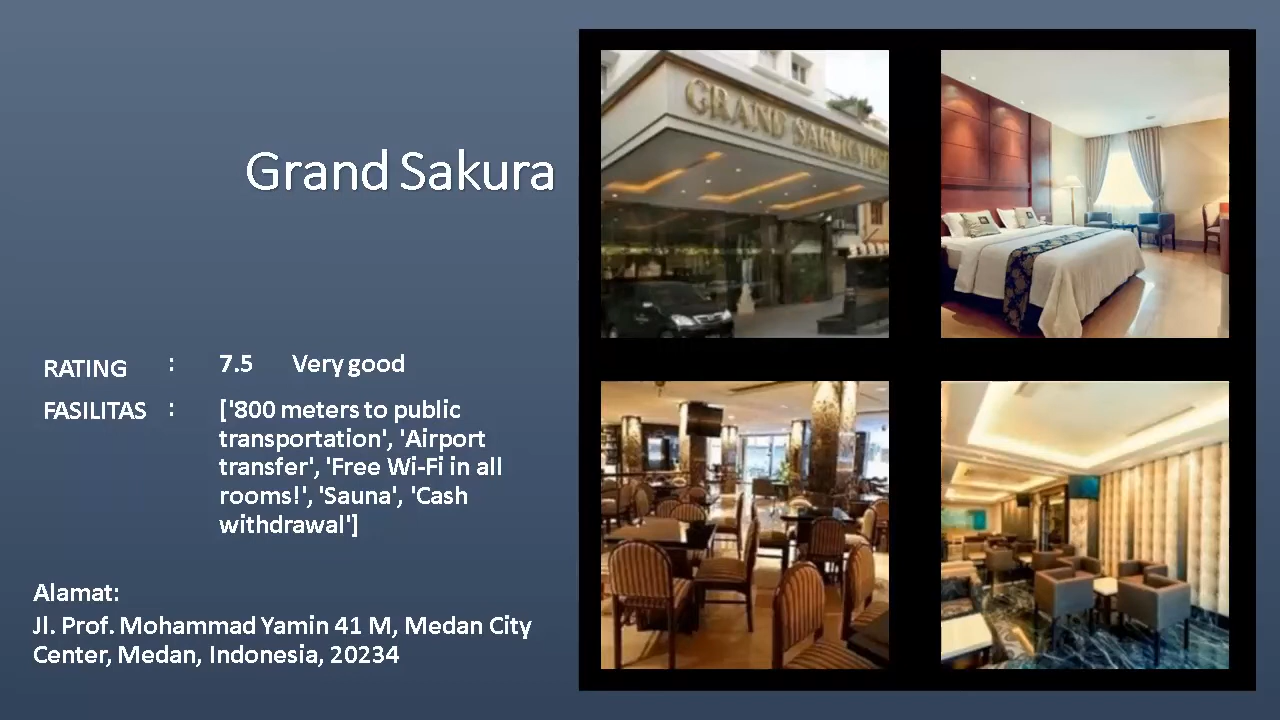 Grand Sakura
GRAND SAKURA
RATING : 7.5 Very good
FASILITAS : ['800 meters to public
transportation', 'Airport
transfer', 'Free Wi-Fi in all
rooms!', 'Sauna', 'Cash
withdrawal']
Alamat:
Jl. Prof. Mohammad Yamin 41 M, Medan City
Center, Medan, Indonesia, 20234